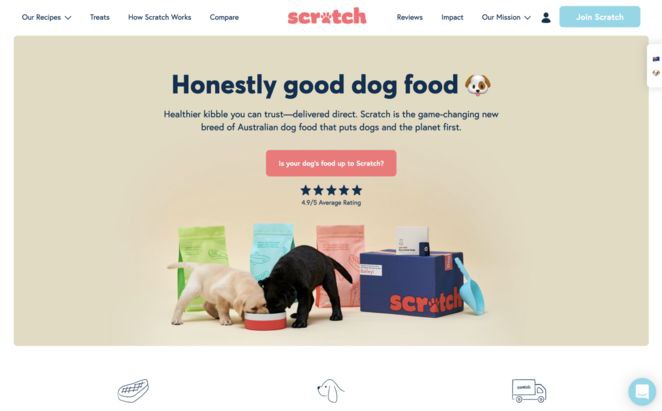 Our Recipes
Treats
How Scratch Works
Compare
scratch
Reviews
Impact
Our Mission
Join Scratch
Honestly good dog food
Healthier kibble you can trust—delivered direct. Scratch is the game-changing new
breed of Australian dog food that puts dogs and the planet first.
Is your dog's food up to Scratch?
4.9/5 Average Rating
scratch